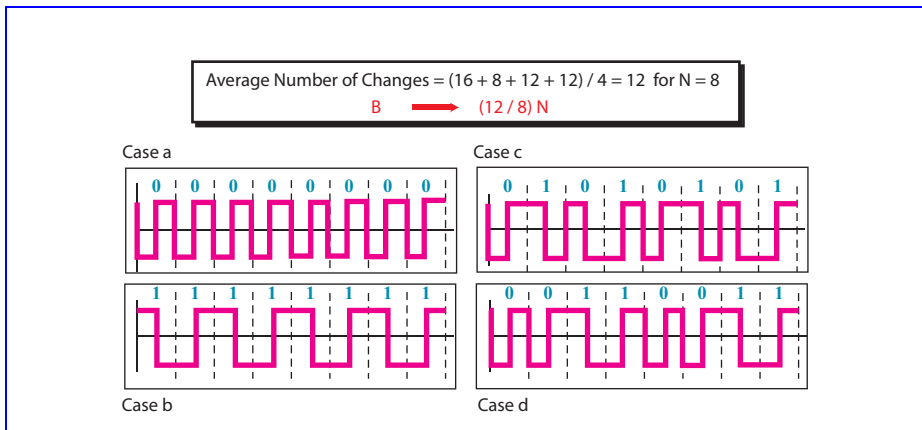 Average Number of Changes = (16 + 8 + 12 + 12) / 4 = 12 for N = 8
B (12 / 8) N
Case a
0 0 0 0 0 0 0 0
1 1 1 1 1 1 1 1
Case b
Case c
0 1 0 1 0 1 0 1
0 0 1 1 0 0 1 1
Case d